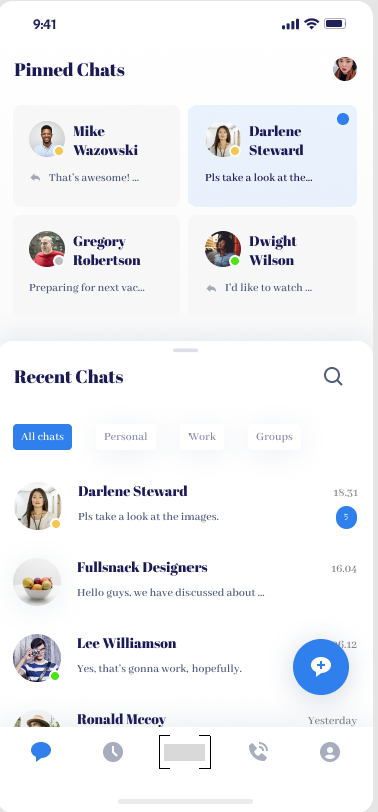 9:41
Pinned Chats
Mike
Wazowski
That's awesome! ...
Darlene
Steward
Pls take a look at the...
Gregory
Robertson
Preparing for next vac...
Dwight
Wilson
I'd like to watch ...
Recent Chats
All chats Personal Work Groups
Darlene Steward 18.31
Pls take a look at the images. 5
Fullsnack Designers 16.04
Hello guys, we have discussed about ...
Lee Williamson 6.12
Yes, that's gonna work, hopefully.
Ronald Mccoy Yesterday